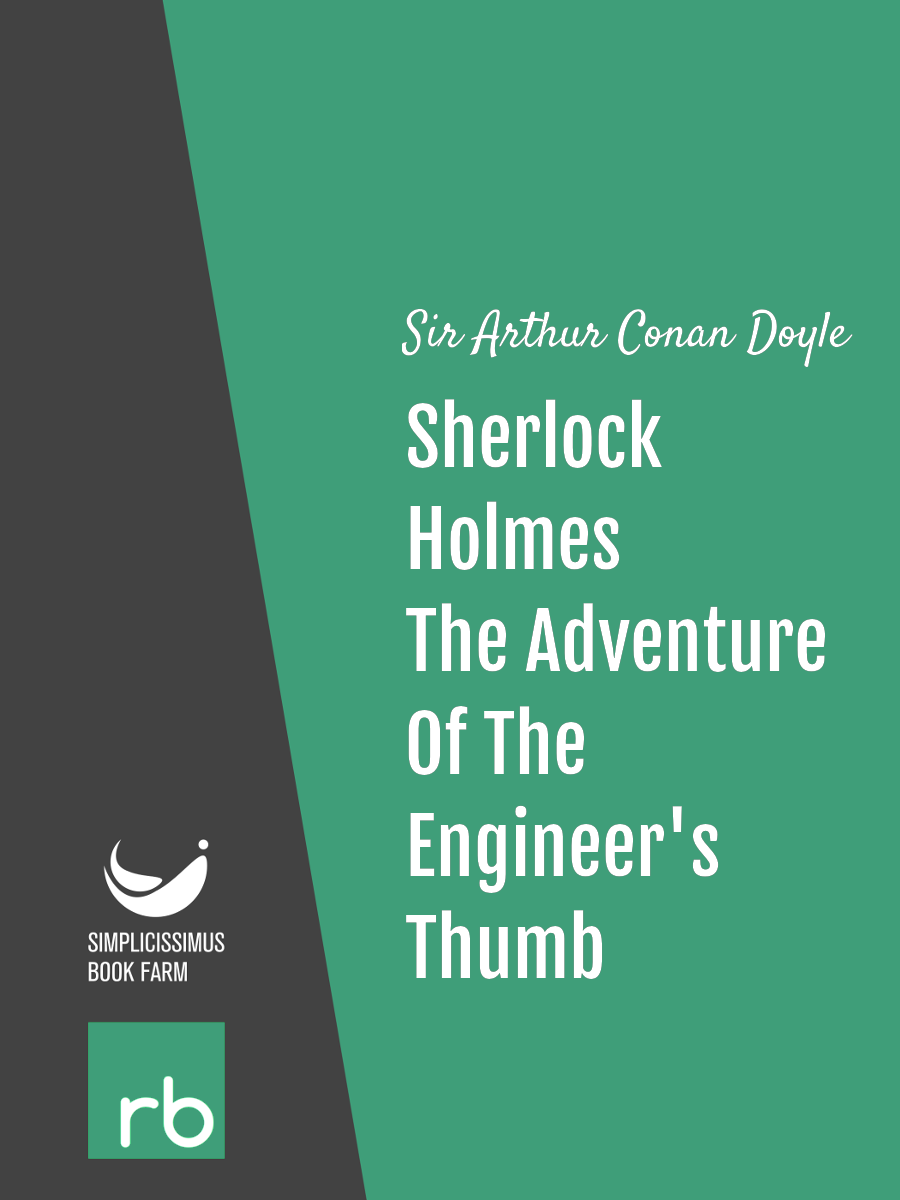 Sir Arthur Conan Doyle
Sherlock
Holmes
The Adventure
Of The
Engineer's
Thumb
SIMPLICISSIMUS
BOOK FARM
rb